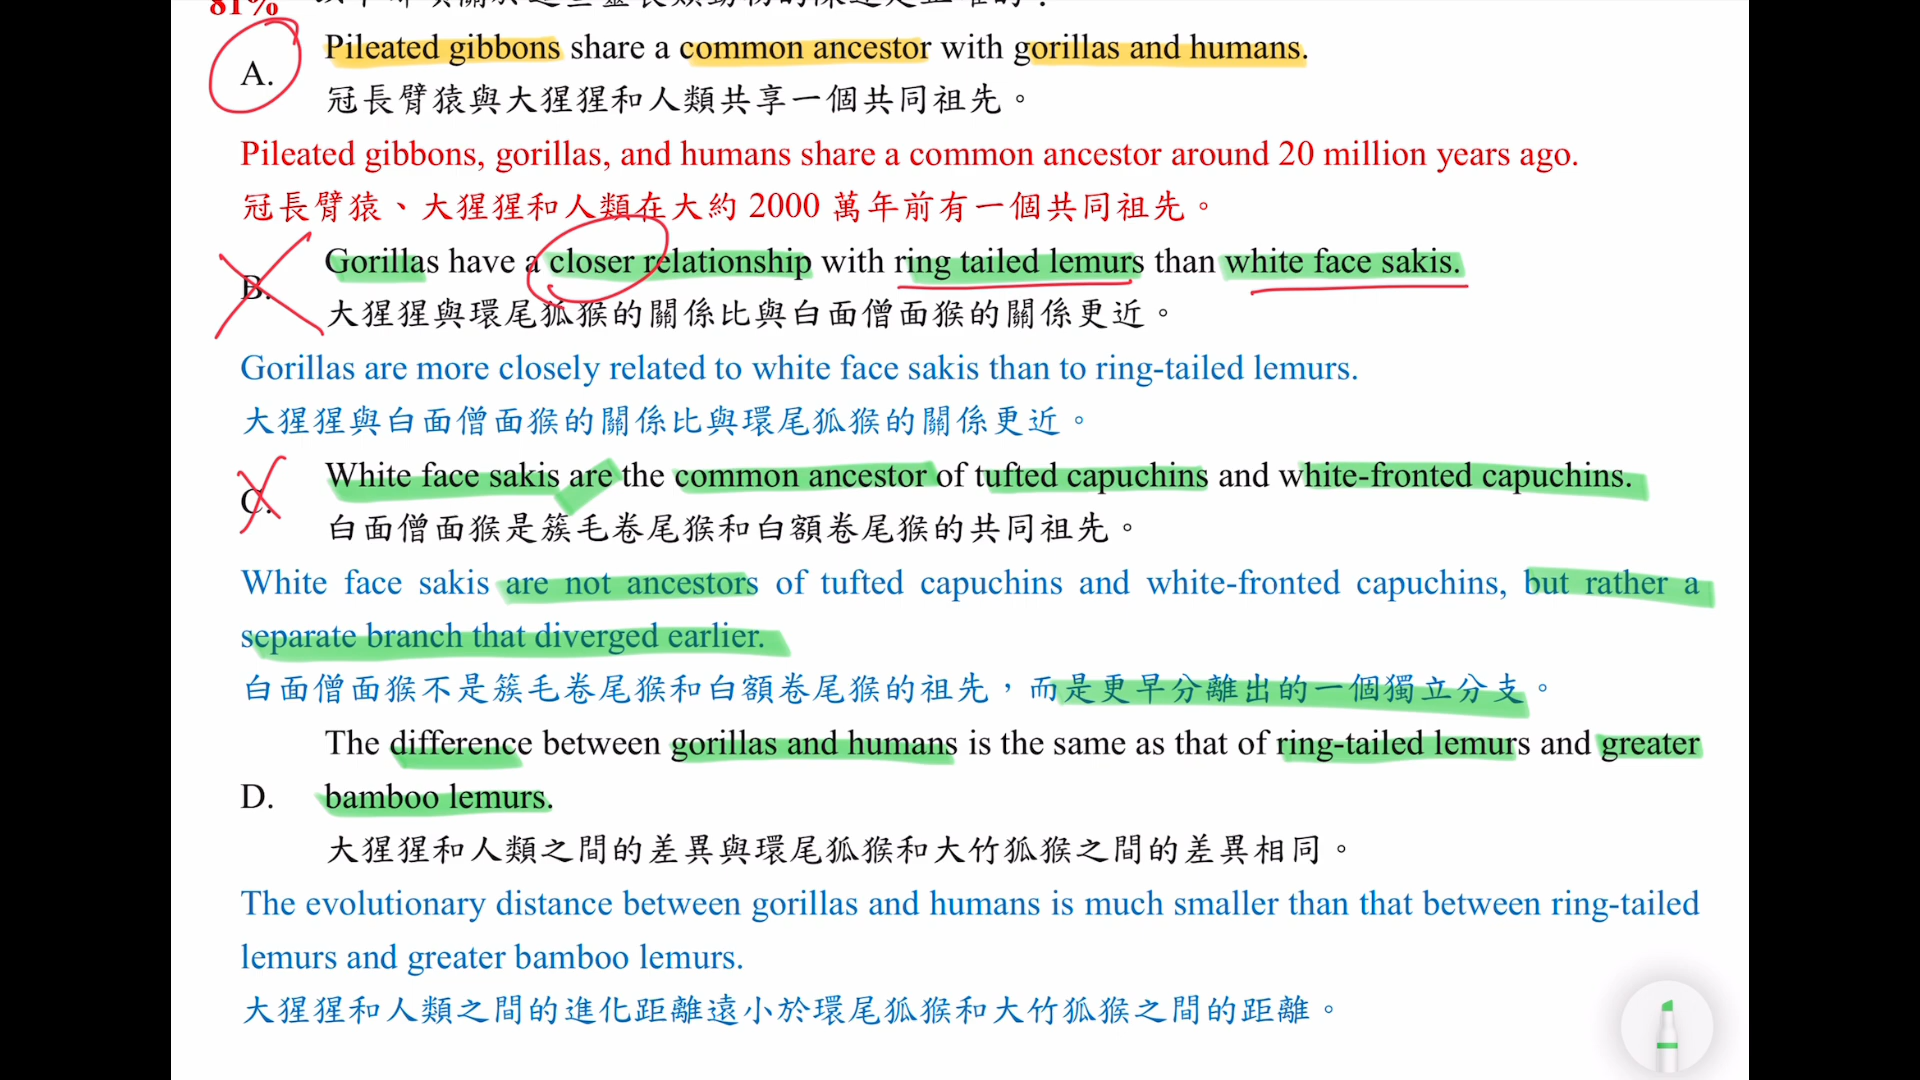 81%
Pileated gibbons share a common ancestor with gorillas and humans.
A.
冠長臂猿與大猩猩和人類共享一個共同祖先。
Pileated gibbons, gorillas, and humans share a common ancestor around 20 million years ago.
冠長臂猿、大猩猩和人類在大約 2000 萬年前有一個共同祖先。
Gorillas have a closer relationship with ring tailed lemurs than white face sakis.
B.
大猩猩與環尾狐猴的關係比與白面僧面猴的關係更近。
Gorillas are more closely related to white face sakis than to ring-tailed lemurs.
大猩猩與白面僧面猴的關係比與環尾狐猴的關係更近。
White face sakis are the common ancestor of tufted capuchins and white-fronted capuchins.
C.
白面僧面猴是簇毛卷尾猴和白額卷尾猴的共同祖先。
White face sakis are not ancestors of tufted capuchins and white-fronted capuchins, but rather a
separate branch that diverged earlier.
白面僧面猴不是簇毛卷尾猴和白額卷尾猴的祖先，而是更早分離出的一個獨立分支。
The difference between gorillas and humans is the same as that of ring-tailed lemurs and greater
D. bamboo lemurs.
大猩猩和人類之間的差異與環尾狐猴和大竹狐猴之間的差異相同。
The evolutionary distance between gorillas and humans is much smaller than that between ring-tailed
lemurs and greater bamboo lemurs.
大猩猩和人類之間的進化距離遠小於環尾狐猴和大竹狐猴之間的距離。